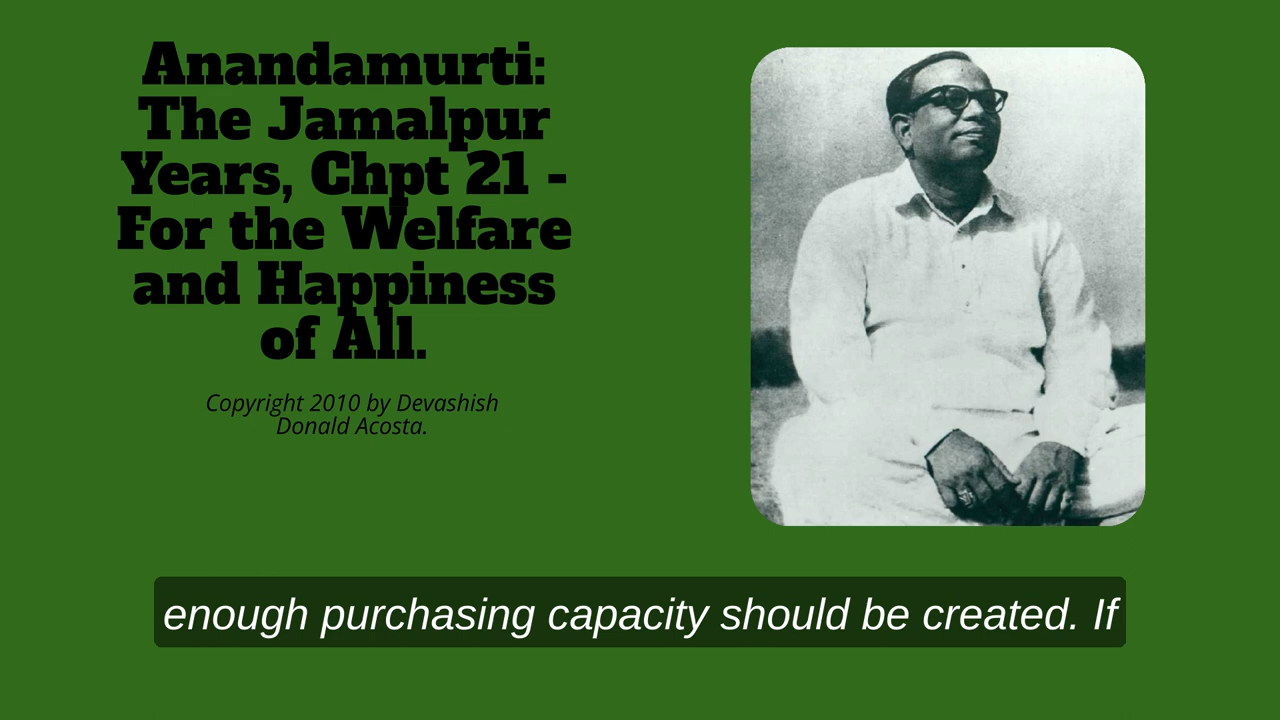 Anandamurti:
The Jamalpur
Years, Chpt 21 -
For the Welfare
and Happiness
of All.
Copyright 2010 by Devashish
Donald Acosta.
enough purchasing capacity should be created. If